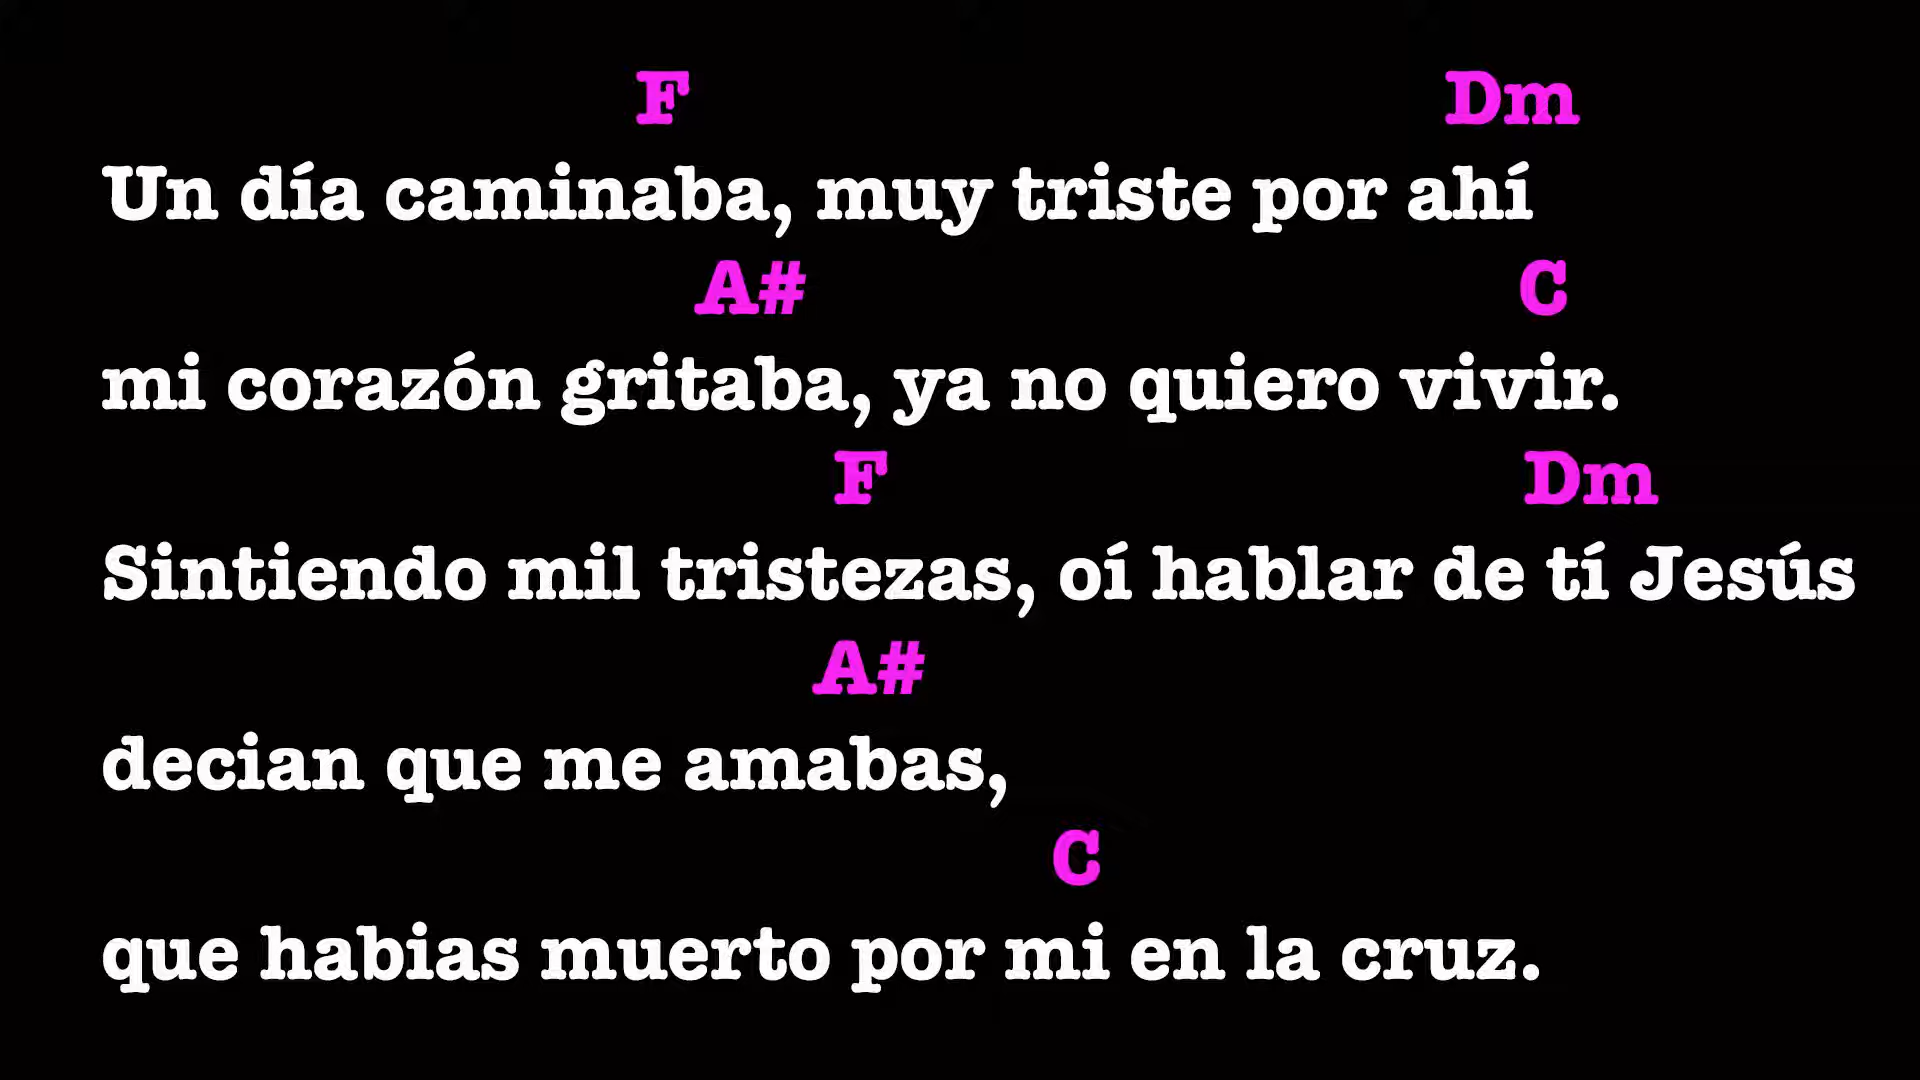 F Dm
Un día caminaba, muy triste por ahí
A# C
mi corazón gritaba, ya no quiero vivir.
F Dm
Sintiendo mil tristezas, oí hablar de tí Jesús
A#
decian que me amabas,
C
que habias muerto por mi en la cruz.